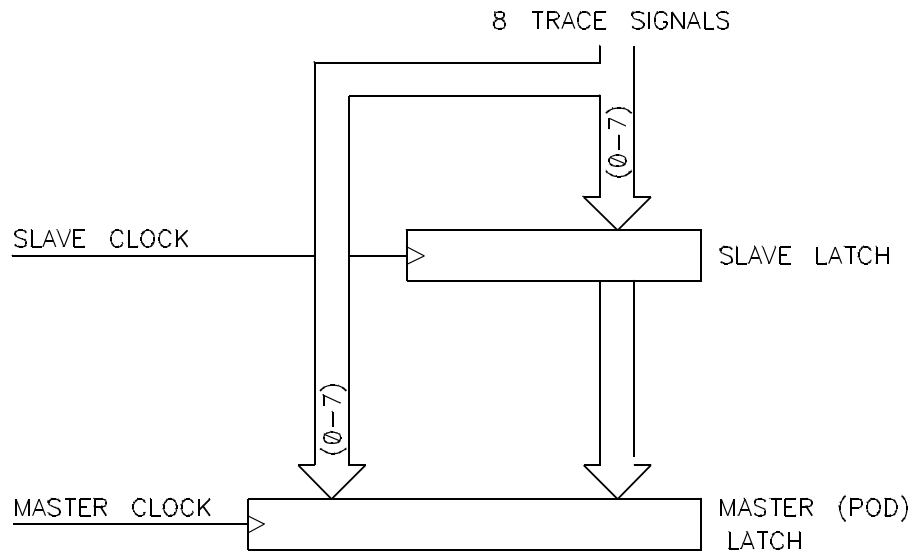 8 TRACE SIGNALS
(0-7)
SLAVE CLOCK
SLAVE LATCH
(0-7)
MASTER CLOCK
MASTER (POD)
LATCH